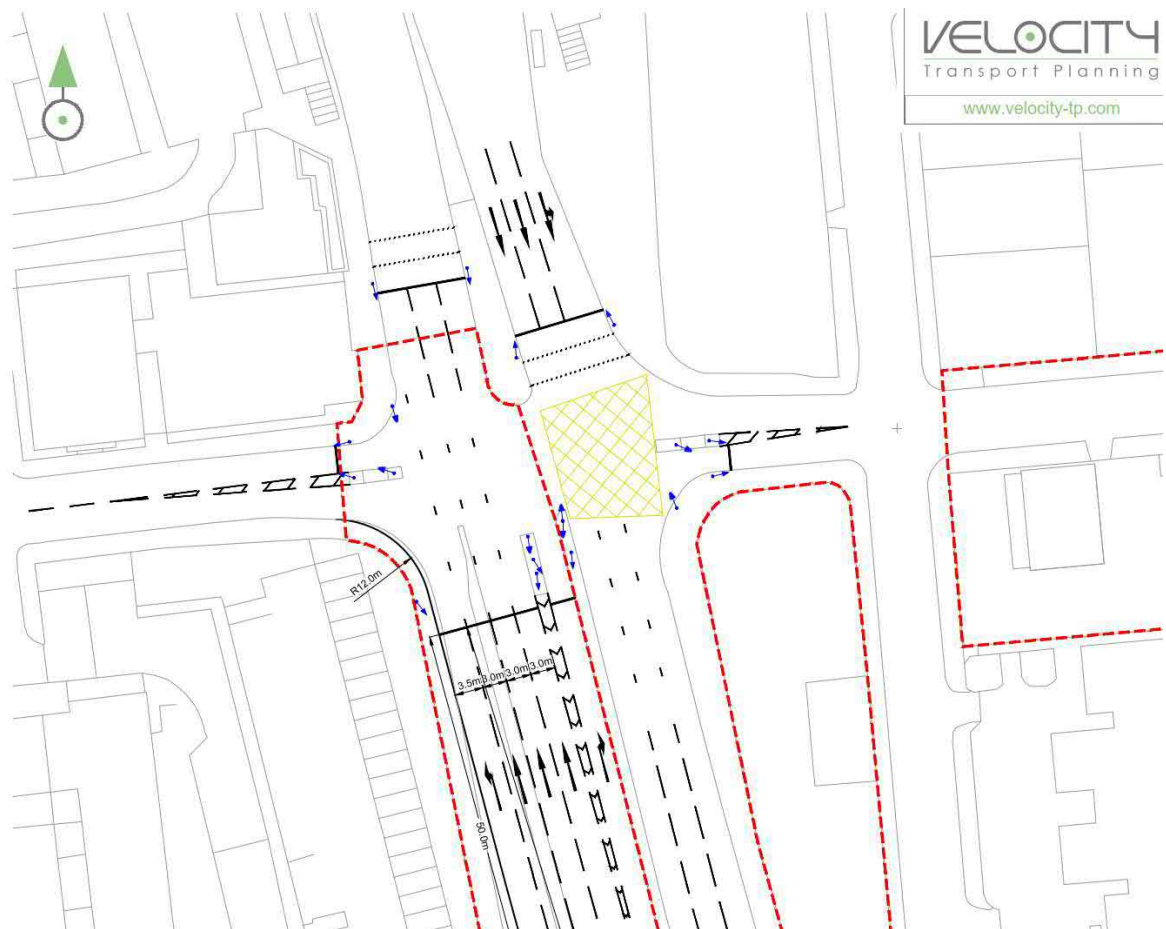 VELOCITY
Transport Planning
www.velocity-tp.com
R12.0m
3.5m
3.0m
3.0m
3.0m
50.0m